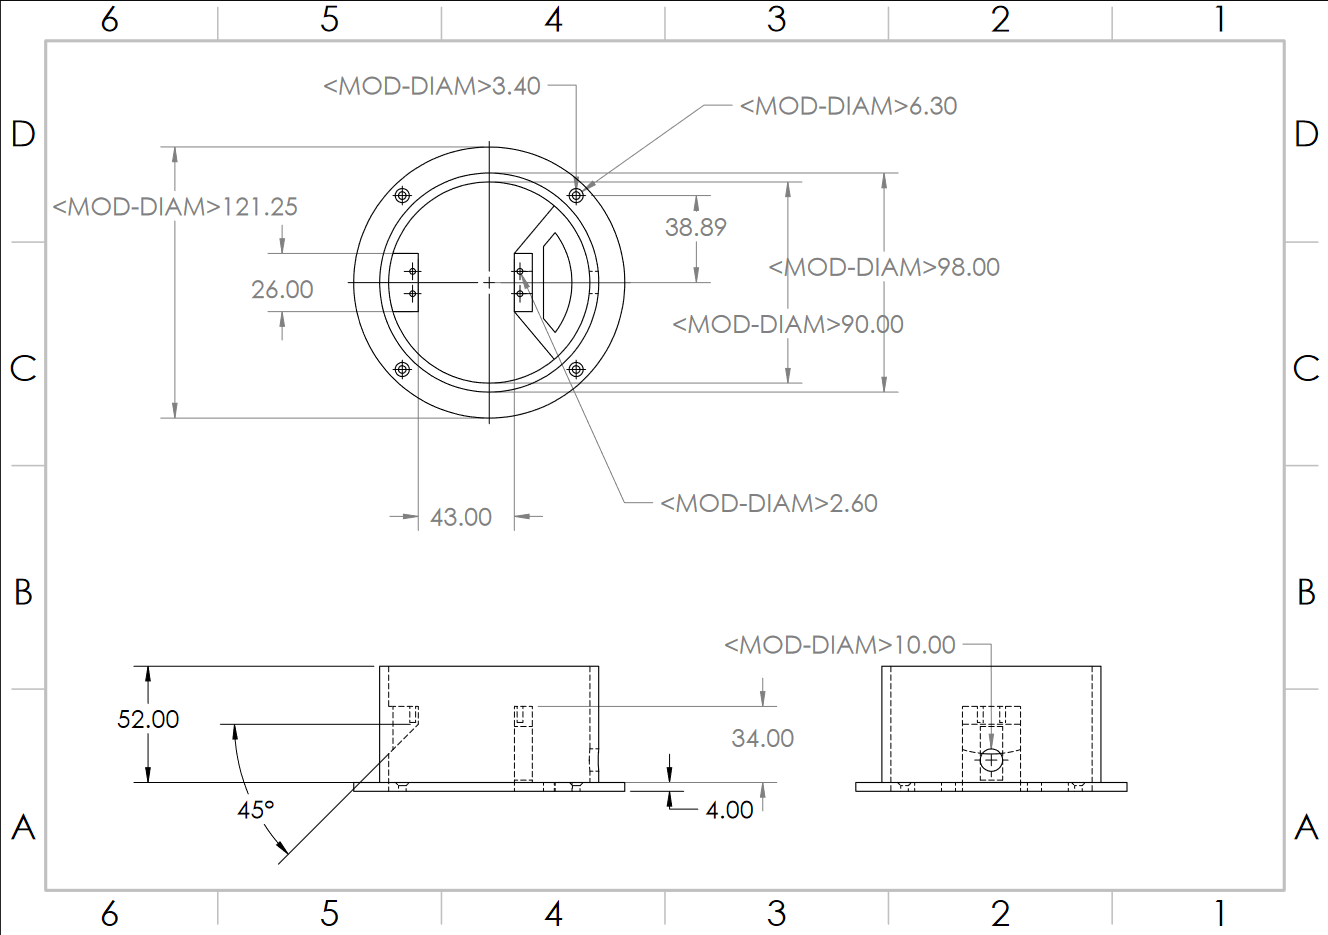 6 5 4 3 2 1
<MOD-DIAM>3.40
<MOD-DIAM>6.30
D D
<MOD-DIAM>121.25
38.89
<MOD-DIAM>98.00
26.00
<MOD-DIAM>90.00
C C
<MOD-DIAM>2.60
43.00
B B
<MOD-DIAM>10.00
52.00
34.00
45°
4.00
A A
6 5 4 3 2 1